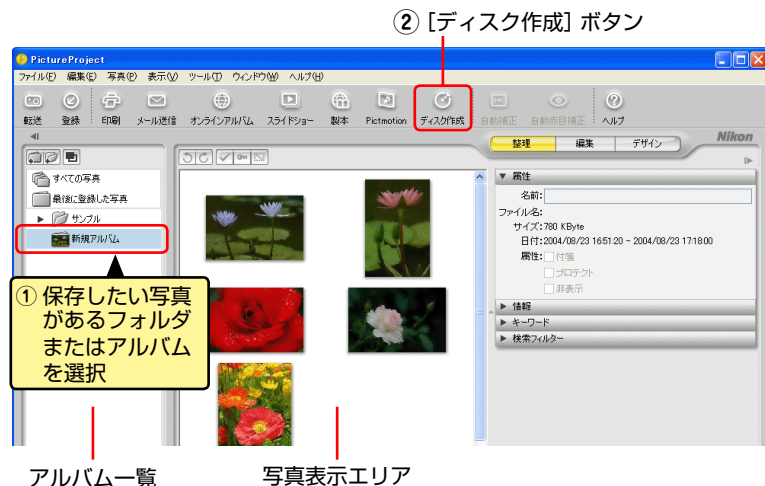 ② [ディスク作成] ボタン
PictureProject
ファイル(F) 編集(E) 写真(P) 表示(V) ツール(T) ウィンドウ(W) ヘルプ(H)
転送 登録 印刷 メール送信 オンラインアルバム スライドショー 製本 Pictmotion ディスク作成 自動補正 自動赤目補正 ヘルプ
Nikon
整理 編集 デザイン
すべての写真
最後に登録した写真
サンプル
新規アルバム
① 保存したい写真
があるフォルダ
またはアルバム
を選択
属性
名前:
ファイル名:
サイズ:780 KByte
日付:2004/08/23 16:51:20 - 2004/08/23 17:18:00
属性: 付箋
プロテクト
非表示
情報
キーワード
検索フィルター
アルバム一覧
写真表示エリア